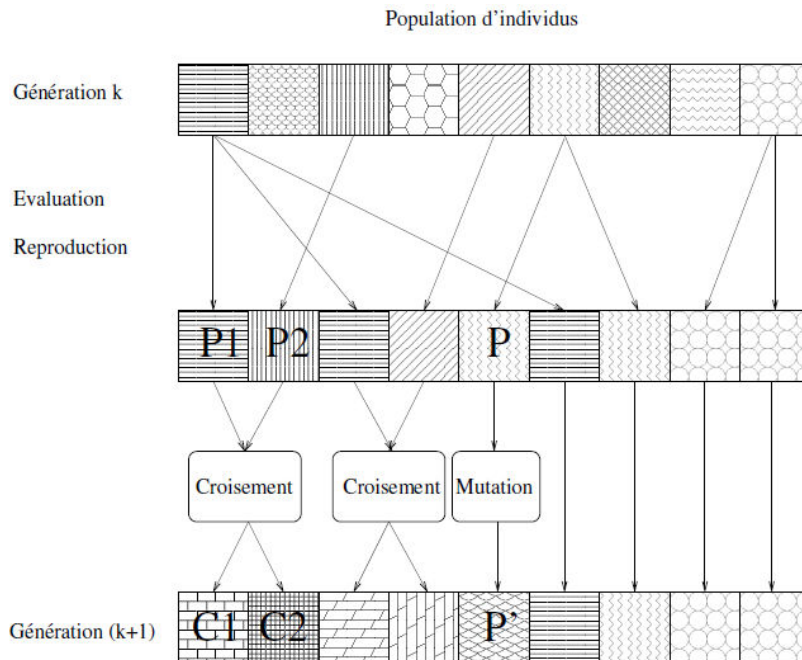 Population d'individus
Génération k
Evaluation
Reproduction
P1 P2 P
Croisement Croisement Mutation
Génération (k+1)
C1 C2 P'